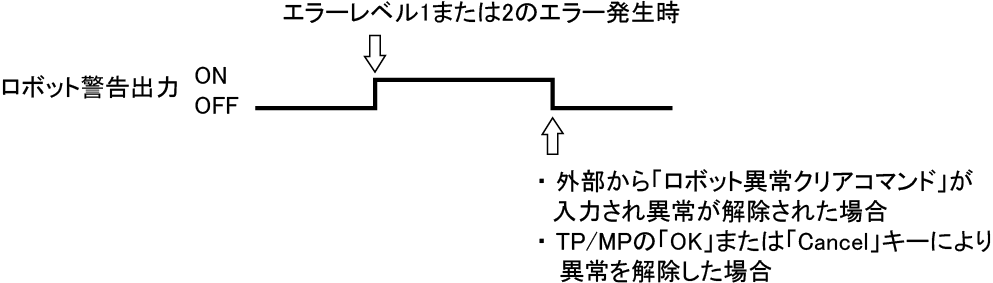 エラーレベル1または2のエラー発生時
ロボット警告出力
ON
OFF
・ 外部から「ロボット異常クリアコマンド」が
入力され異常が解除された場合
・ TP/MPの「OK」または「Cancel」キーにより
異常を解除した場合